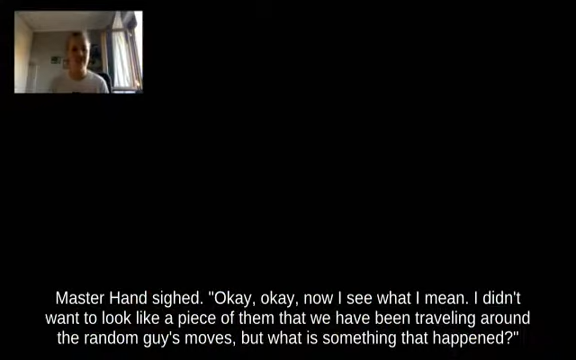 Master Hand sighed. "Okay, okay, now I see what I mean. I didn't
want to look like a piece of them that we have been traveling around
the random guy's moves, but what is something that happened?"